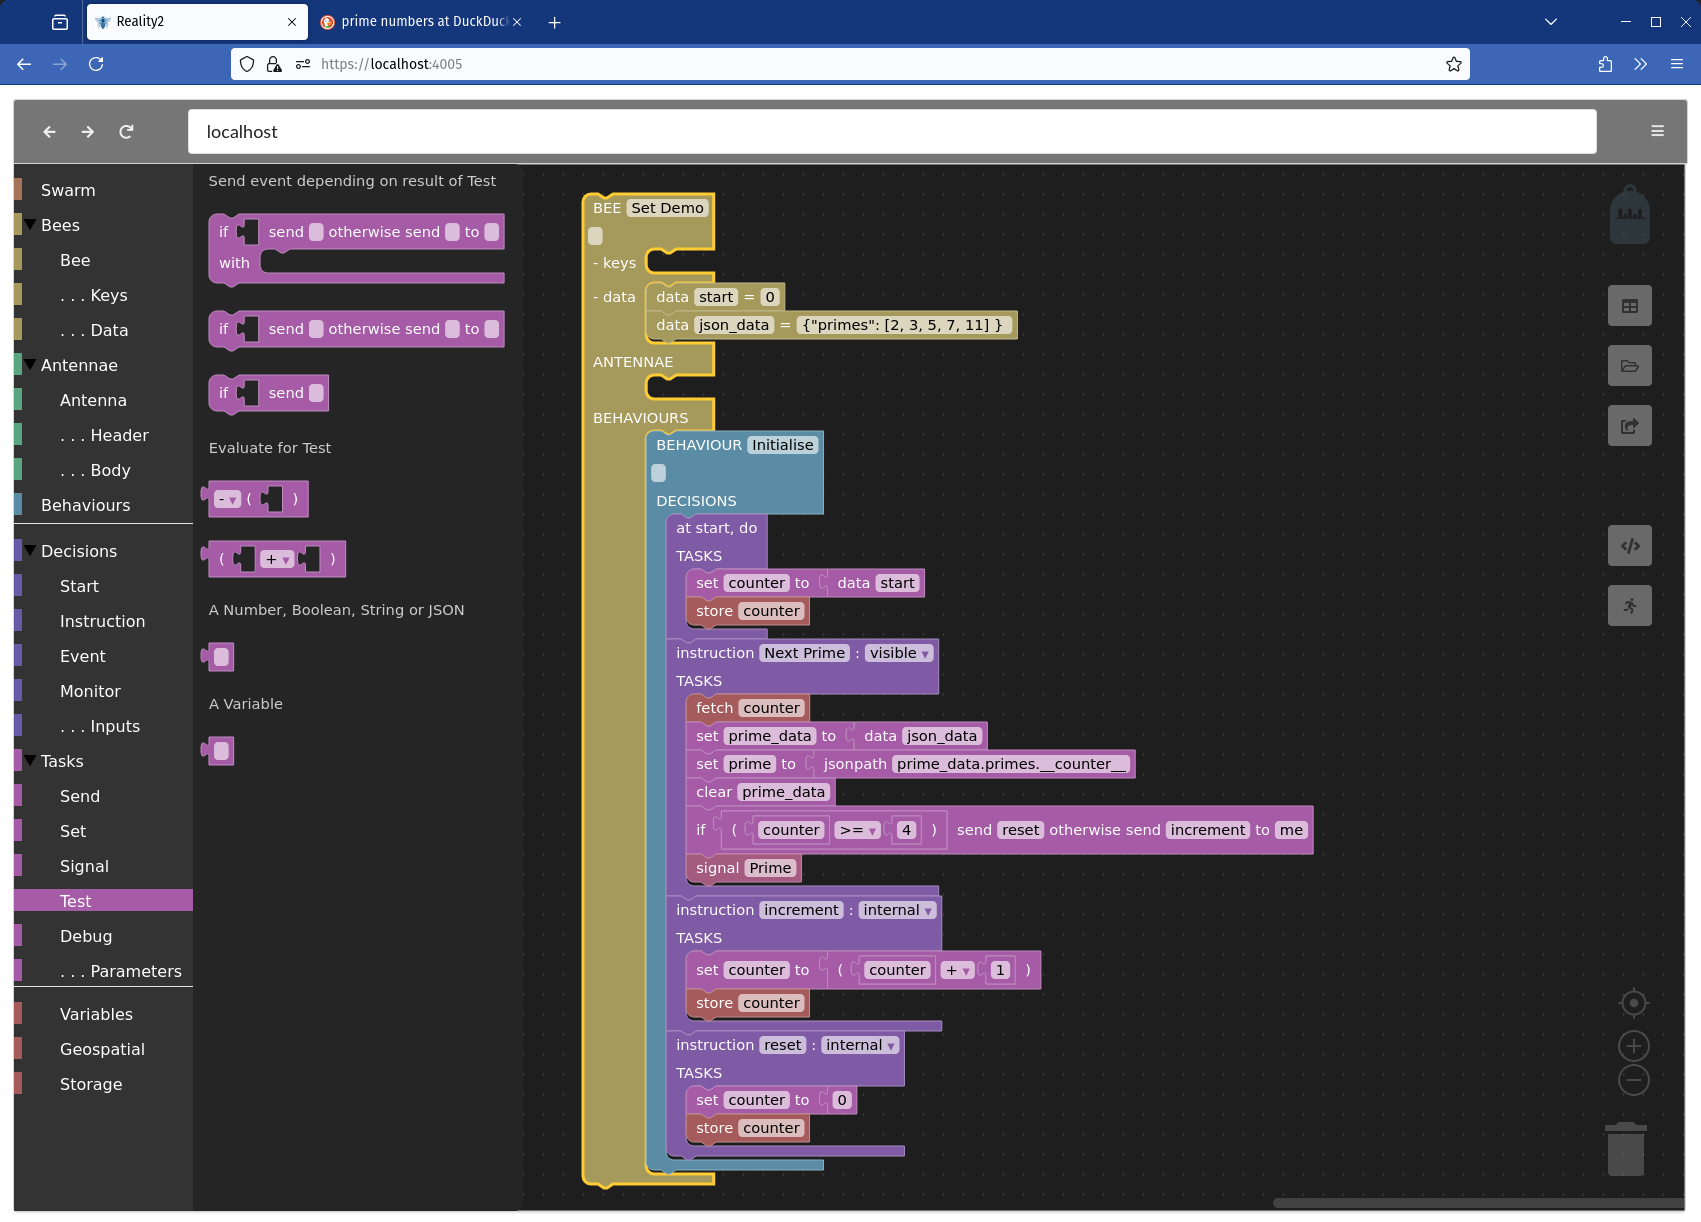 Reality2
prime numbers at DuckDuc
https://localhost:4005
localhost
Swarm
Bees
Bee
. . . Keys
. . . Data
Antennae
Antenna
. . . Header
. . . Body
Behaviours
Decisions
Start
Instruction
Event
Monitor
. . . Inputs
Tasks
Send
Set
Signal
Test
Debug
. . . Parameters
Variables
Geospatial
Storage
Send event depending on result of Test
if send otherwise send to
with
if send otherwise send to
if send
Evaluate for Test
- ( )
( + )
A Number, Boolean, String or JSON
A Variable
BEE Set Demo
- keys
- data data start = 0
data json_data = {"primes": [2, 3, 5, 7, 11] }
ANTENNAE
BEHAVIOURS
BEHAVIOUR Initialise
DECISIONS
at start, do
TASKS
set counter to data start
store counter
instruction Next Prime : visible
TASKS
fetch counter
set prime_data to data json_data
set prime to jsonpath prime_data.primes.__counter__
clear prime_data
if ( counter >= 4 ) send reset otherwise send increment to me
signal Prime
instruction increment : internal
TASKS
set counter to ( counter + 1 )
store counter
instruction reset : internal
TASKS
set counter to 0
store counter